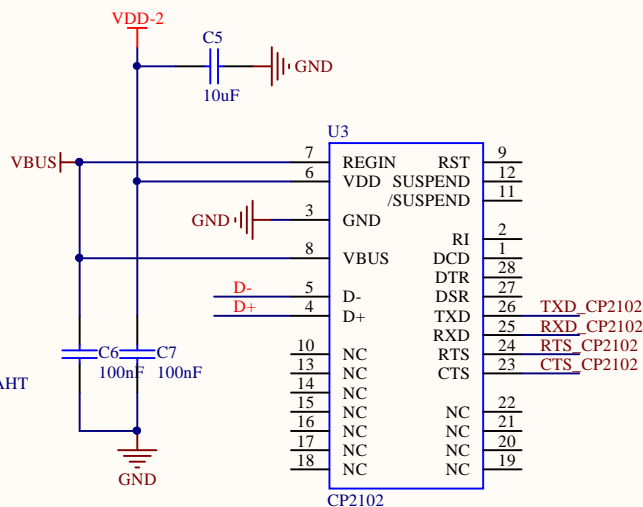 VDD-2
C5
10uF
GND
U3
VBUS
7 REGIN RST 9
6 VDD SUSPEND 12
/SUSPEND 11
GND 3 GND
RI 2
8 VBUS DCD 1
DTR 28
D- 5 D- DSR 27
D+ 4 D+ TXD 26 TXD_CP2102
RXD 25 RXD_CP2102
10 NC RTS 24 RTS_CP2102
13 NC CTS 23 CTS_CP2102
14 NC
15 NC NC 22
16 NC NC 21
17 NC NC 20
18 NC NC 19
C6 C7
100nF 100nF
AHT
GND
CP2102